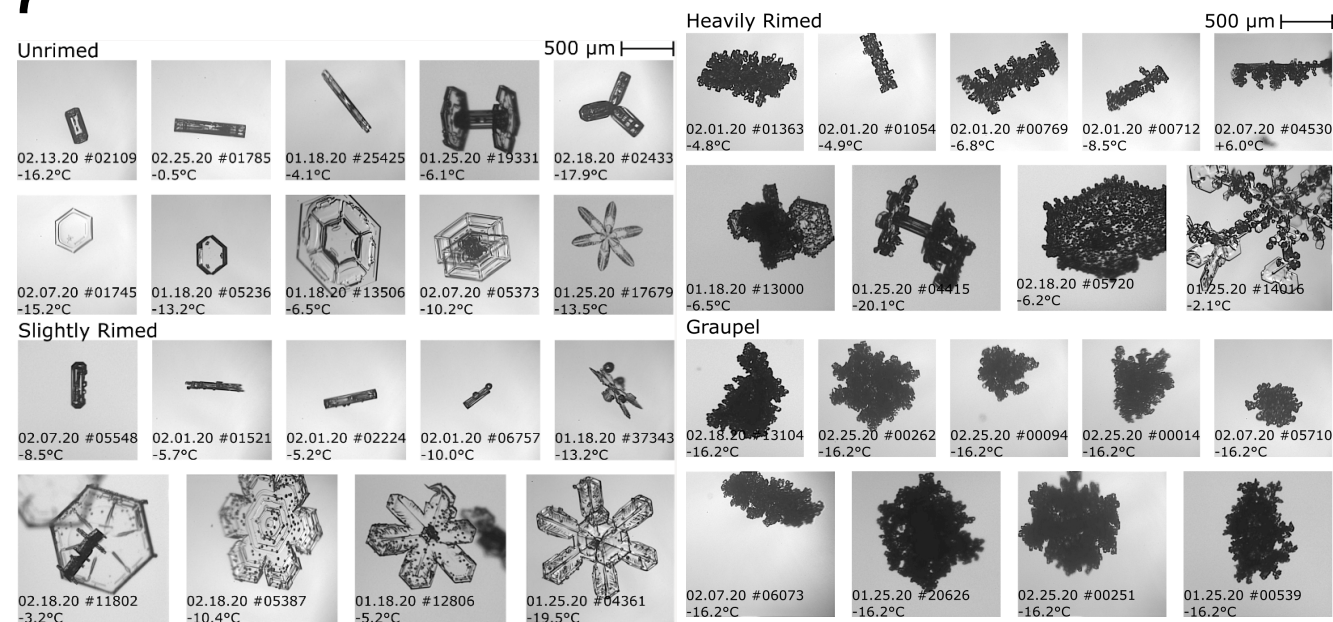 Unrimed
500 µm
02.13.20 #02109 02.25.20 #01785 01.18.20 #25425 01.25.20 #19331 02.18.20 #02433
-16.2°C -0.5°C -4.1°C -6.1°C -17.9°C
02.07.20 #01745 01.18.20 #05236 01.18.20 #13506 02.07.20 #05373 01.25.20 #17679
-15.2°C -13.2°C -6.5°C -10.2°C -13.5°C
Slightly Rimed
02.07.20 #05548 02.01.20 #01521 02.01.20 #02224 02.01.20 #06757 01.18.20 #37343
-8.5°C -5.7°C -5.2°C -10.0°C -13.2°C
02.18.20 #11802 02.18.20 #05387 01.18.20 #12806 01.25.20 #04361
-3.2°C -10.4°C -5.2°C -19.5°C
Heavily Rimed
500 µm
02.01.20 #01363 02.01.20 #01054 02.01.20 #00769 02.01.20 #00712 02.07.20 #04530
-4.8°C -4.9°C -6.8°C -8.5°C +6.0°C
01.18.20 #13000 01.25.20 #04415 02.18.20 #05720 01.25.20 #14016
-6.5°C -20.1°C -6.2°C -2.1°C
Graupel
02.18.20 #13104 02.25.20 #00262 02.25.20 #00094 02.25.20 #00014 02.07.20 #05710
-16.2°C -16.2°C -16.2°C -16.2°C -16.2°C
02.07.20 #06073 01.25.20 #20626 02.25.20 #00251 01.25.20 #00539
-16.2°C -16.2°C -16.2°C -16.2°C